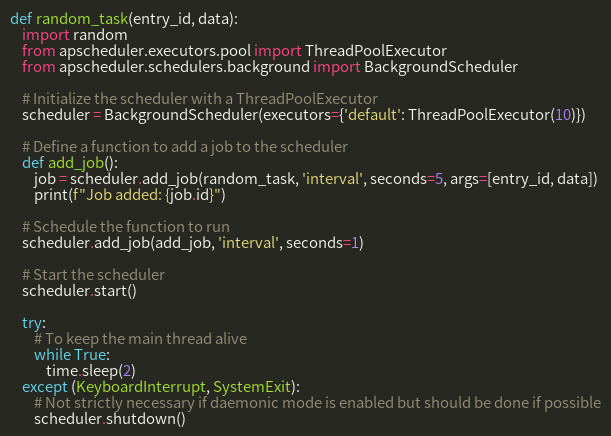 def random_task(entry_id, data):
    import random
    from apscheduler.executors.pool import ThreadPoolExecutor
    from apscheduler.schedulers.background import BackgroundScheduler

    # Initialize the scheduler with a ThreadPoolExecutor
    scheduler = BackgroundScheduler(executors={'default': ThreadPoolExecutor(10)})

    # Define a function to add a job to the scheduler
    def add_job():
        job = scheduler.add_job(random_task, 'interval', seconds=5, args=[entry_id, data])
        print(f"Job added: {job.id}")

    # Schedule the function to run
    scheduler.add_job(add_job, 'interval', seconds=1)

    # Start the scheduler
    scheduler.start()

    try:
        # To keep the main thread alive
        while True:
            time.sleep(2)
    except (KeyboardInterrupt, SystemExit):
        # Not strictly necessary if daemonic mode is enabled but should be done if possible
        scheduler.shutdown()